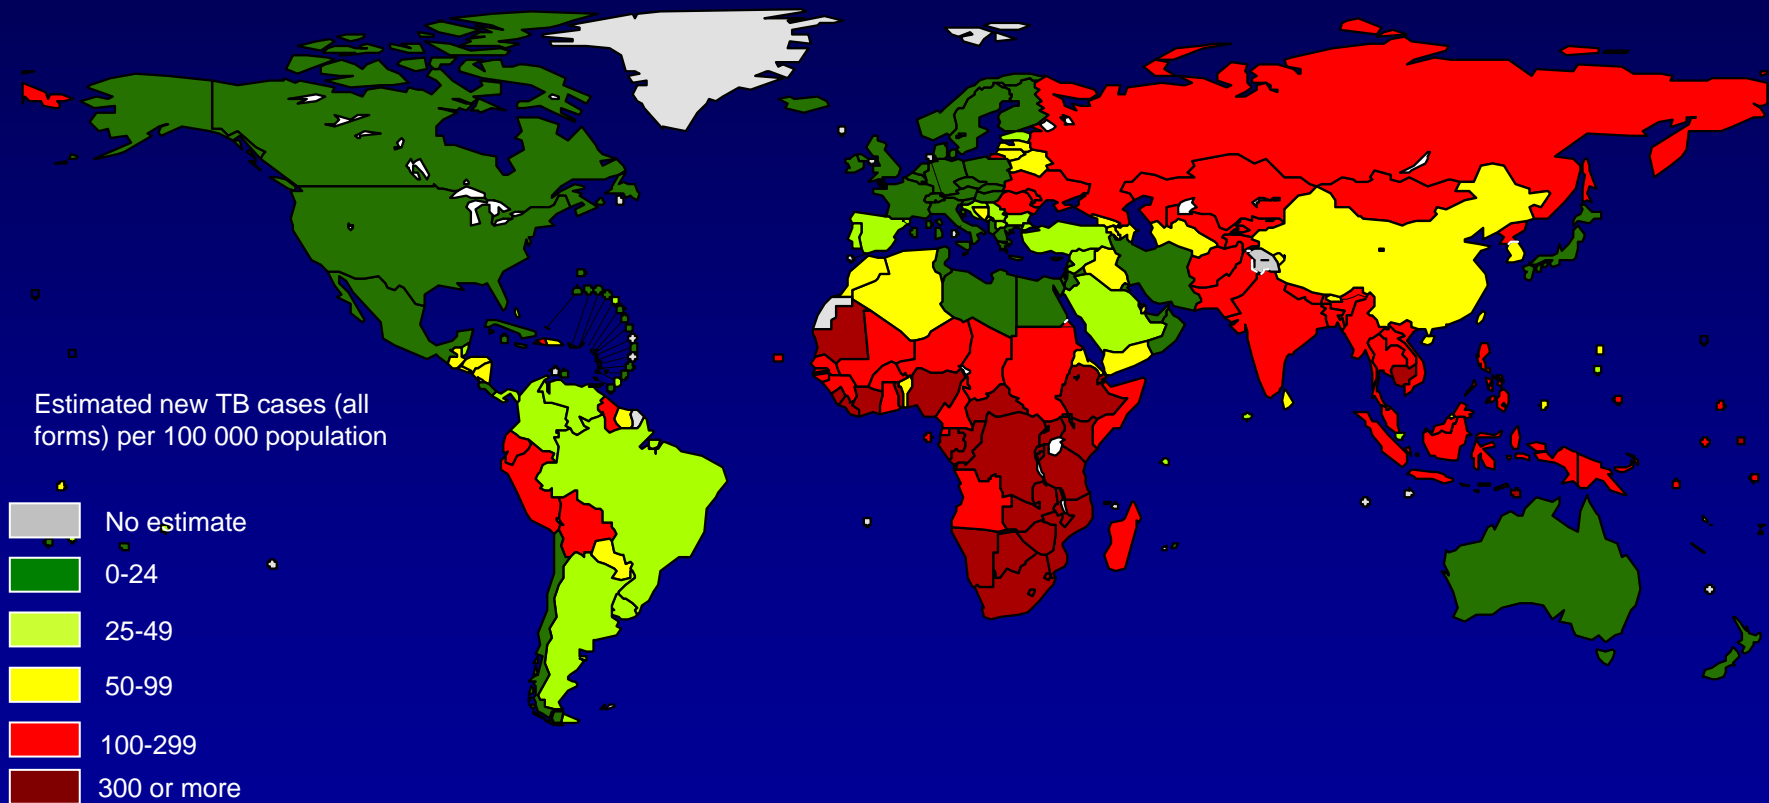 Estimated new TB cases (all
forms) per 100 000 population
No estimate
0-24
25-49
50-99
100-299
300 or more